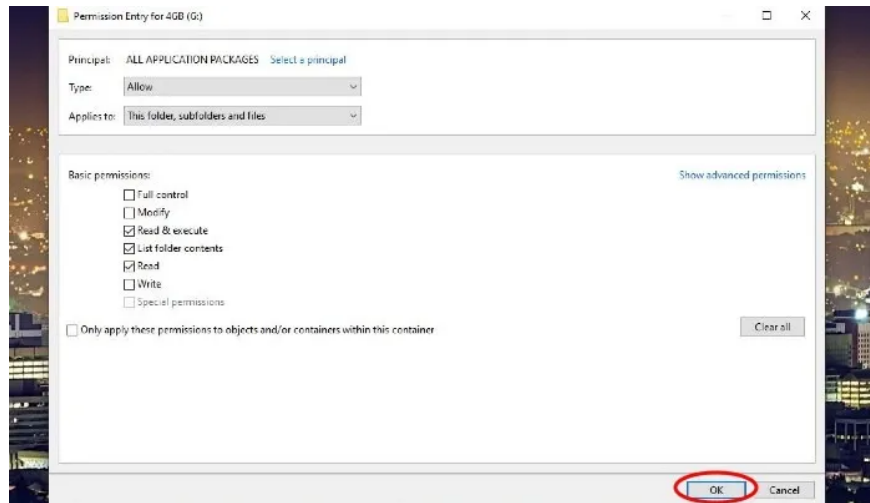 Permission Entry for 4GB (G:)
Principal: ALL APPLICATION PACKAGES Select a principal
Type: Allow
Applies to: This folder, subfolders and files
Basic permissions: Show advanced permissions
Full control
Modify
Read & execute
List folder contents
Read
Write
Special permissions
Only apply these permissions to objects and/or containers within this container Clear all
OK Cancel